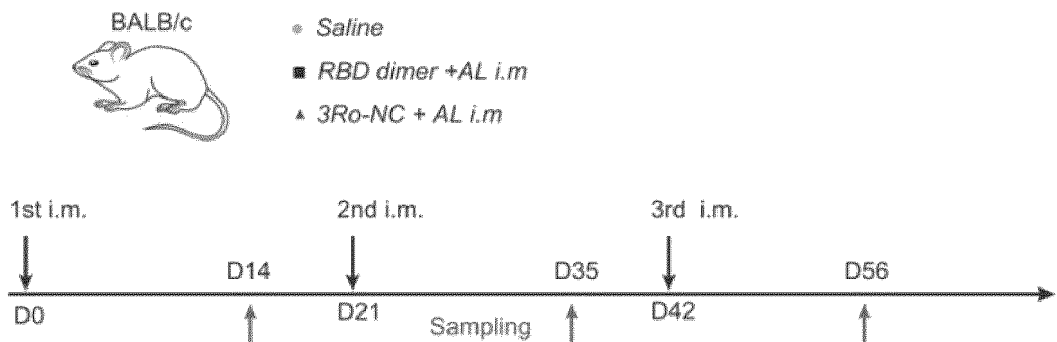 BALB/c
Saline
RBD dimer +AL i.m
3Ro-NC + AL i.m
1st i.m. 2nd i.m. 3rd i.m.
D14 D35 D56
D0 D21 Sampling D42